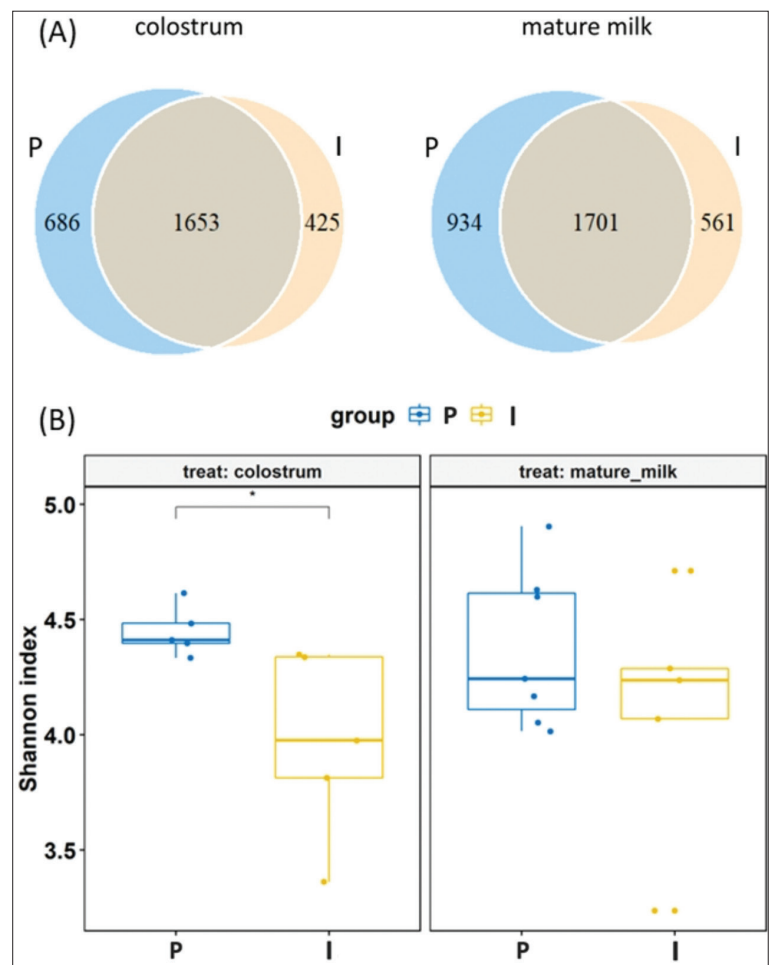 (A) colostrum mature milk
P I P I
686 1653 425 934 1701 561
(B)
group P I
treat: colostrum treat: mature_milk
*
5.0
4.5
4.0
3.5
Shannon index
P I P I